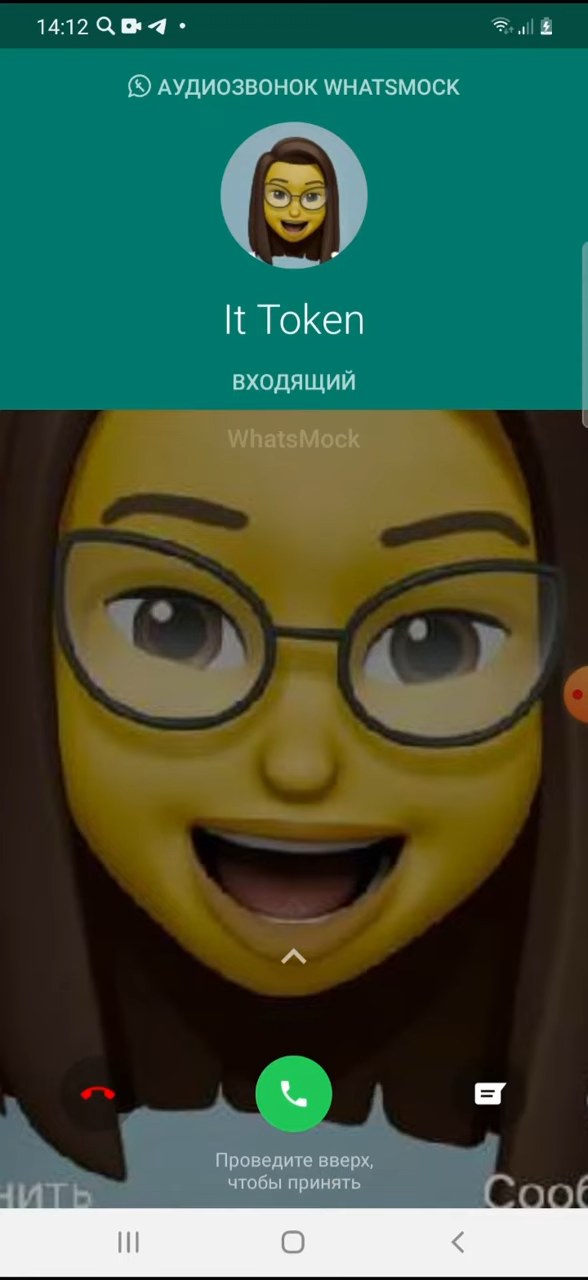 14:12
АУДИОЗВОНОК WHATSMOCK
It Token
ВХОДЯЩИЙ
WhatsMock
Проведите вверх,
чтобы принять